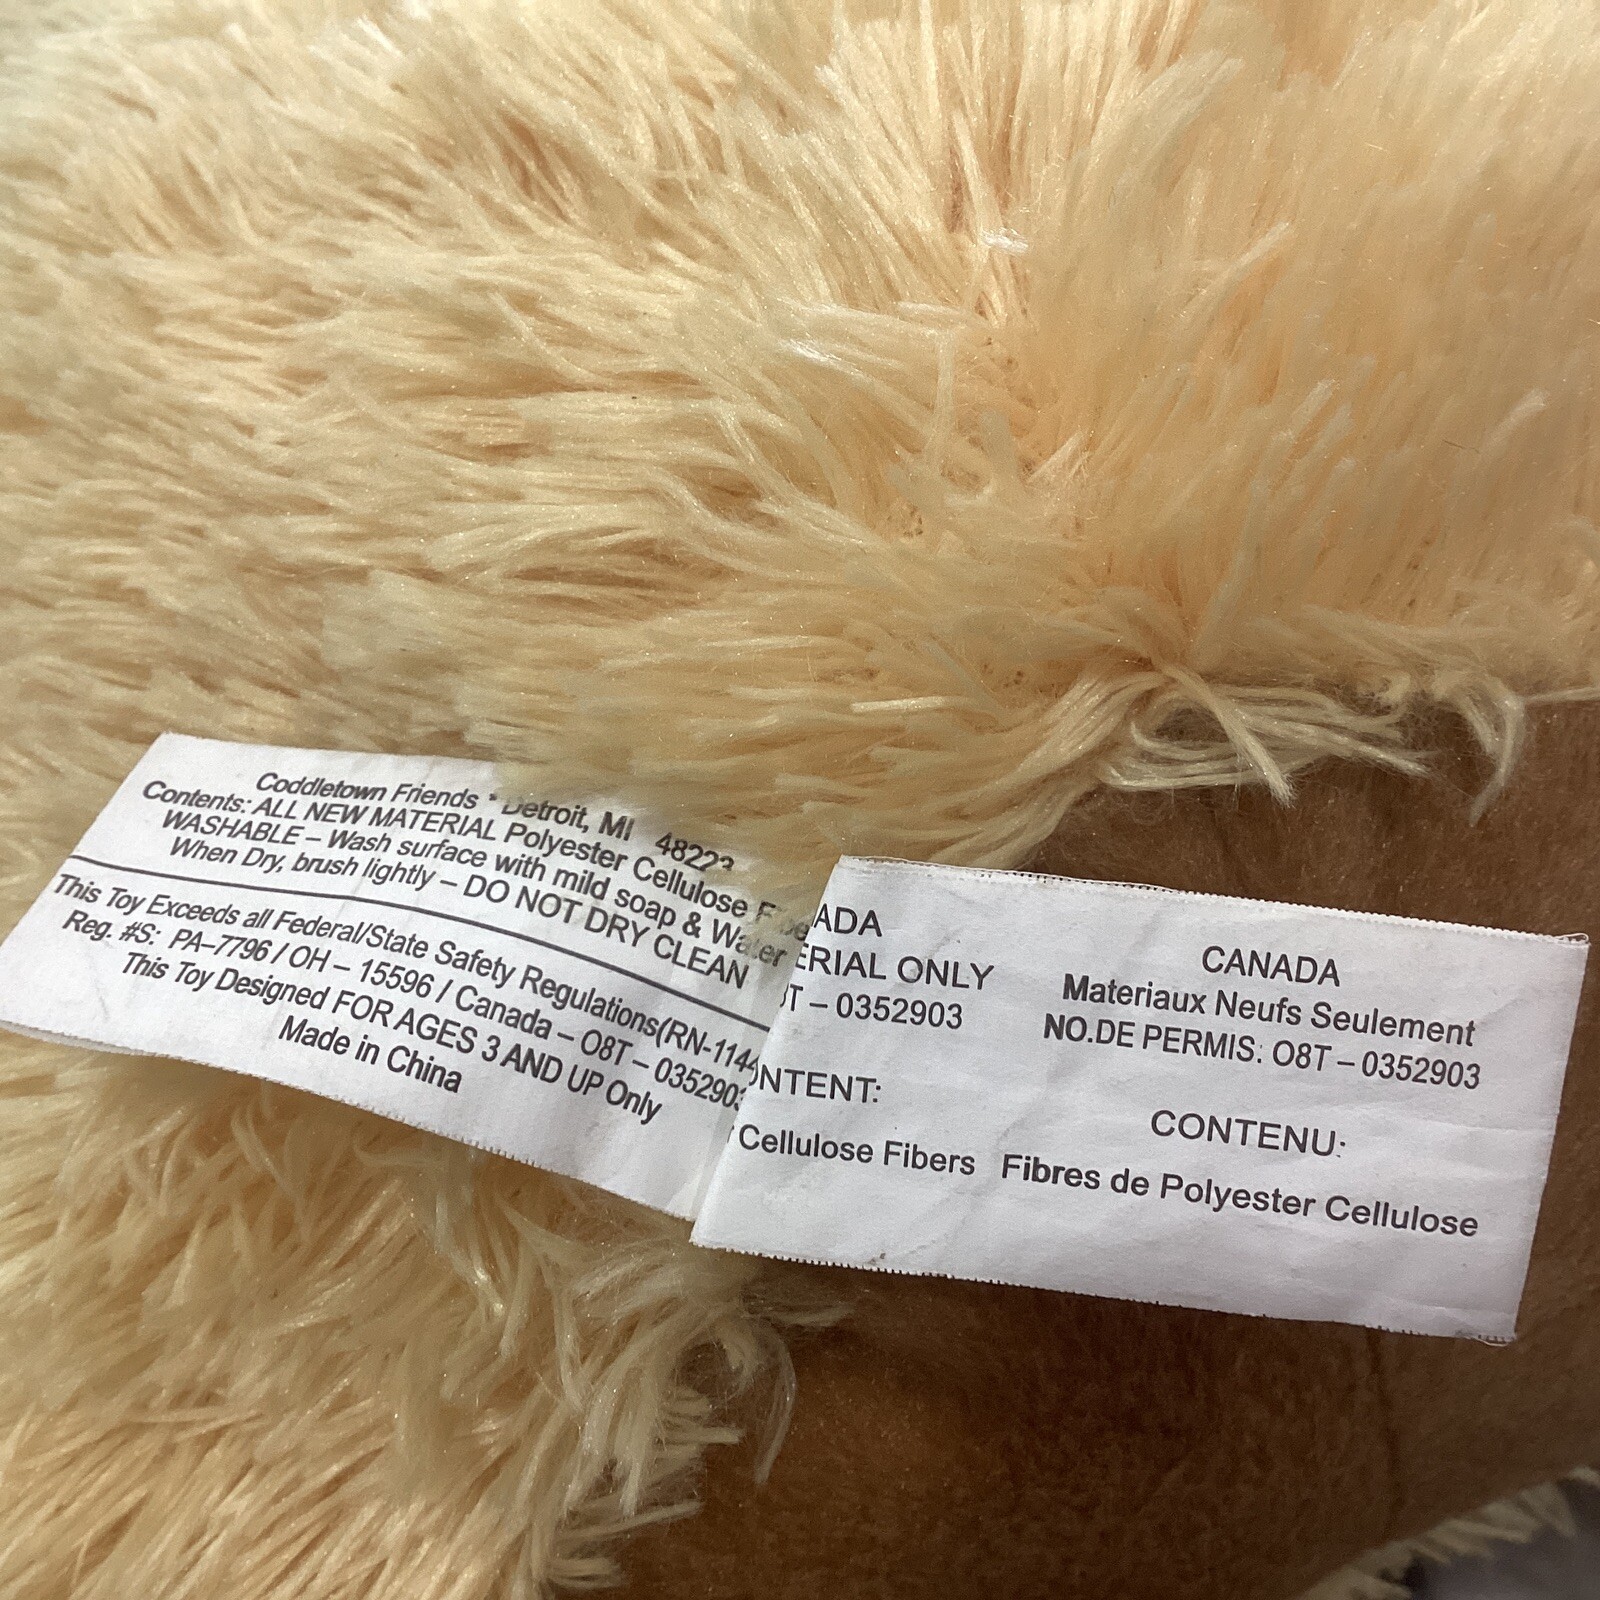 Coddletown Friends * Detroit, MI 48223
Contents: ALL NEW MATERIAL Polyester Cellulose
WASHABLE – Wash surface with mild soap & Water
When Dry, brush lightly – DO NOT DRY CLEAN
This Toy Exceeds all Federal/State Safety Regulations(RN-1144
Reg. #S: PA–7796 / OH – 15596 / Canada – O8T – 0352903
This Toy Designed FOR AGES 3 AND UP Only
Made in China
ADA
ERIAL ONLY
T – 0352903
NTENT:
Cellulose Fibers
CANADA
Materiaux Neufs Seulement
NO.DE PERMIS: O8T – 0352903
CONTENU:
Fibres de Polyester Cellulose